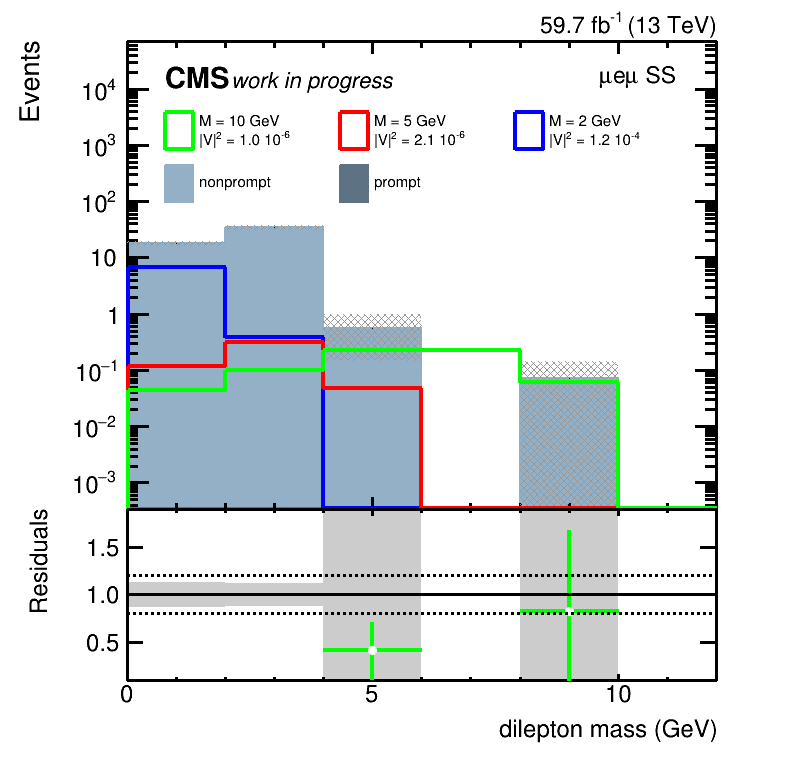 59.7 fb⁻¹ (13 TeV)
Events
CMS work in progress
μeμ SS
M = 10 GeV
|V|² = 1.0 10⁻⁶
M = 5 GeV
|V|² = 2.1 10⁻⁶
M = 2 GeV
|V|² = 1.2 10⁻⁴
nonprompt
prompt
10⁴
10³
10²
10
1
10⁻¹
10⁻²
10⁻³
Residuals
1.5
1.0
0.5
0 5 10
dilepton mass (GeV)